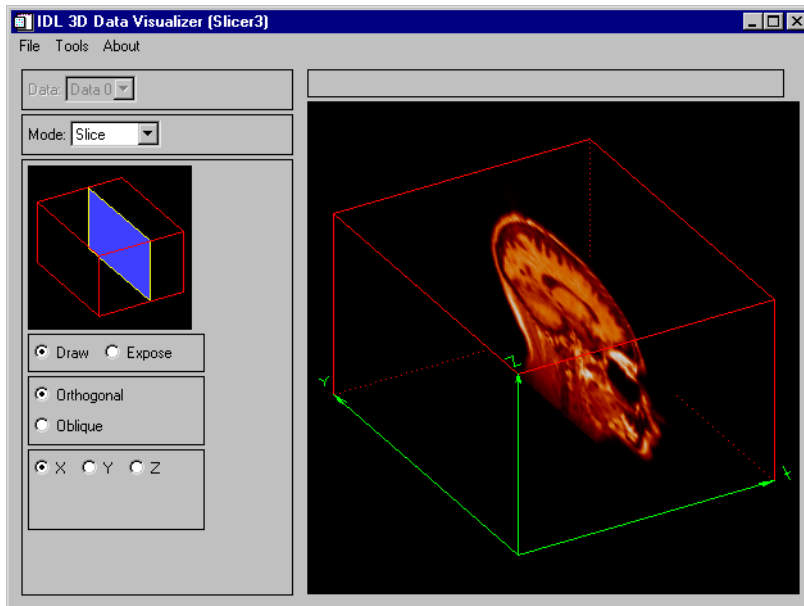 IDL 3D Data Visualizer (Slicer3)
File Tools About
Data: Data 0
Mode: Slice
Draw Expose
Orthogonal
Oblique
X Y Z
Z
Y
X